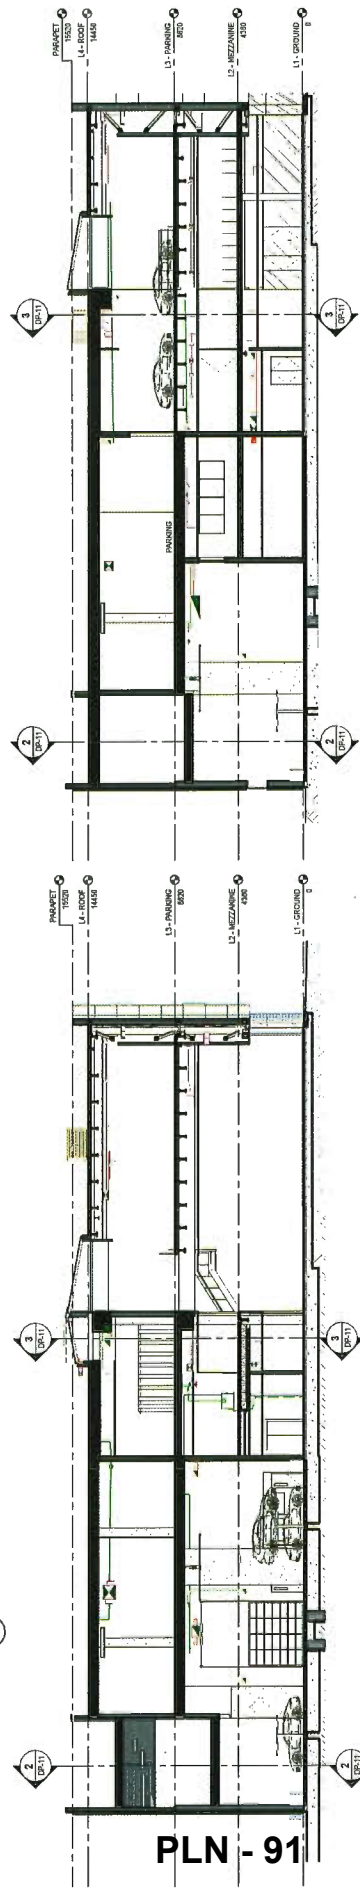 PARAPET
15520
L4 - ROOF
14450
L3 - PARKING
8620
L2 - MEZZANINE
4380
L1 - GROUND
0
3
DP-11
3
DP-11
PARKING
2
DP-11
2
DP-11
PARAPET
15520
L4 - ROOF
14450
L3 - PARKING
8620
L2 - MEZZANINE
4380
L1 - GROUND
0
3
DP-11
3
DP-11
2
DP-11
2
DP-11
PLN - 91